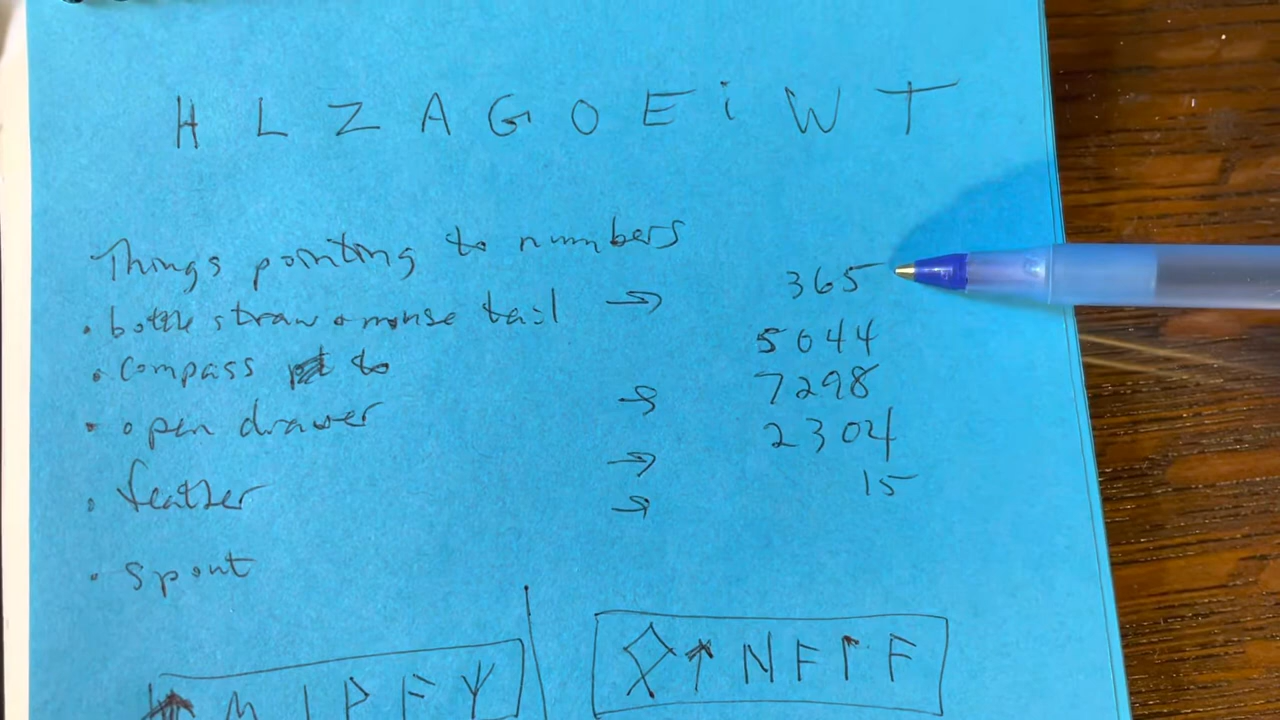 H L Z A G O E i W T
Things pointing to numbers
• bottle straw + mouse tail → 365
• compass to 5044
• open drawer → 7298
• feather → 2304
• spout → 15
ᛜ ᛏ ᚺ ᚨ ᛚ ᚨ